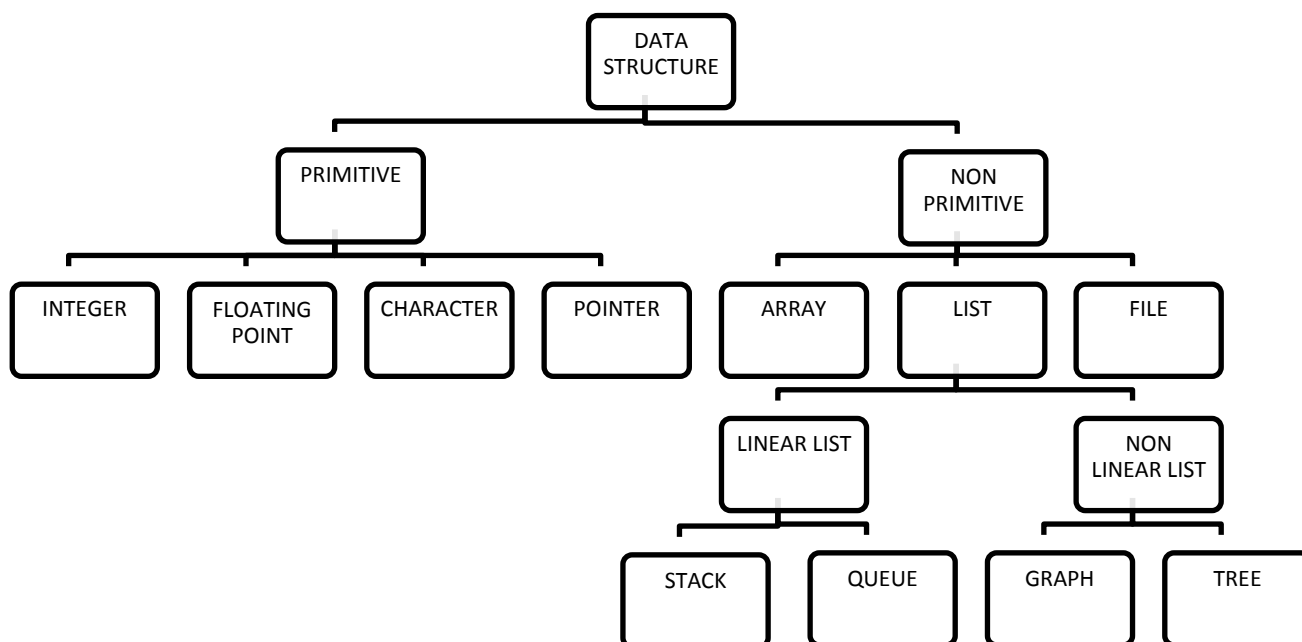 DATA
STRUCTURE
PRIMITIVE
NON
PRIMITIVE
INTEGER
FLOATING
POINT
CHARACTER
POINTER
ARRAY
LIST
FILE
LINEAR LIST
NON
LINEAR LIST
STACK
QUEUE
GRAPH
TREE